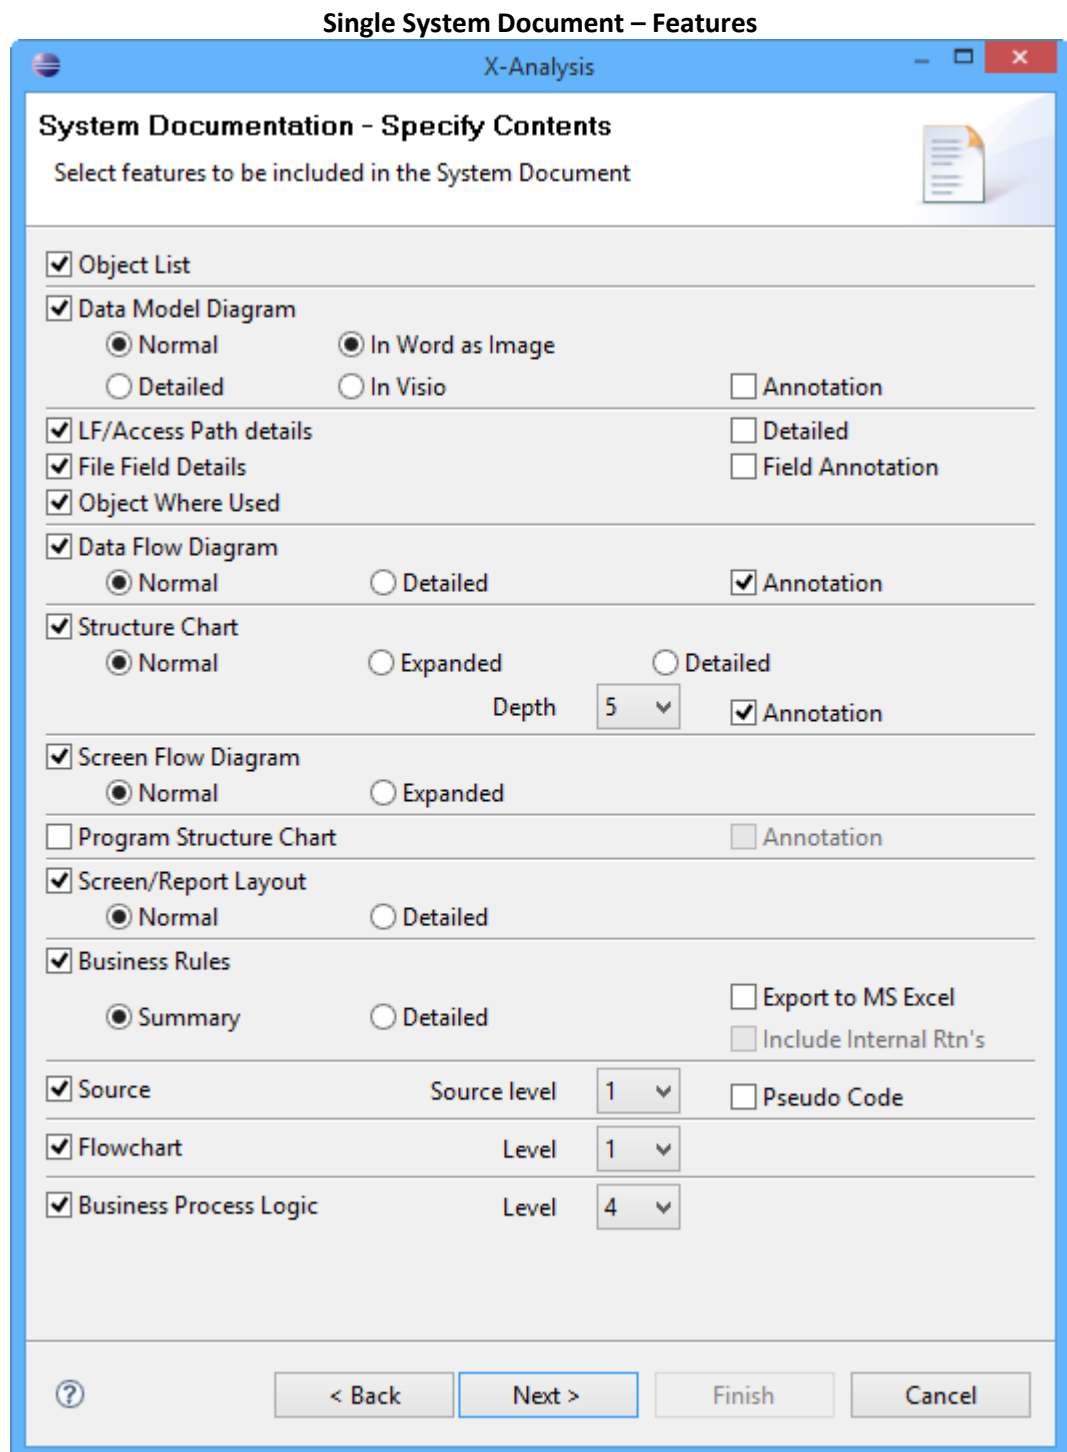 Single System Document – Features
X-Analysis
System Documentation - Specify Contents
Select features to be included in the System Document
Object List
Data Model Diagram
Normal In Word as Image
Detailed In Visio Annotation
LF/Access Path details Detailed
File Field Details Field Annotation
Object Where Used
Data Flow Diagram
Normal Detailed Annotation
Structure Chart
Normal Expanded Detailed
Depth 5 Annotation
Screen Flow Diagram
Normal Expanded
Program Structure Chart Annotation
Screen/Report Layout
Normal Detailed
Business Rules
Export to MS Excel
Summary Detailed
Include Internal Rtn's
Source Source level 1 Pseudo Code
Flowchart Level 1
Business Process Logic Level 4
? < Back Next > Finish Cancel